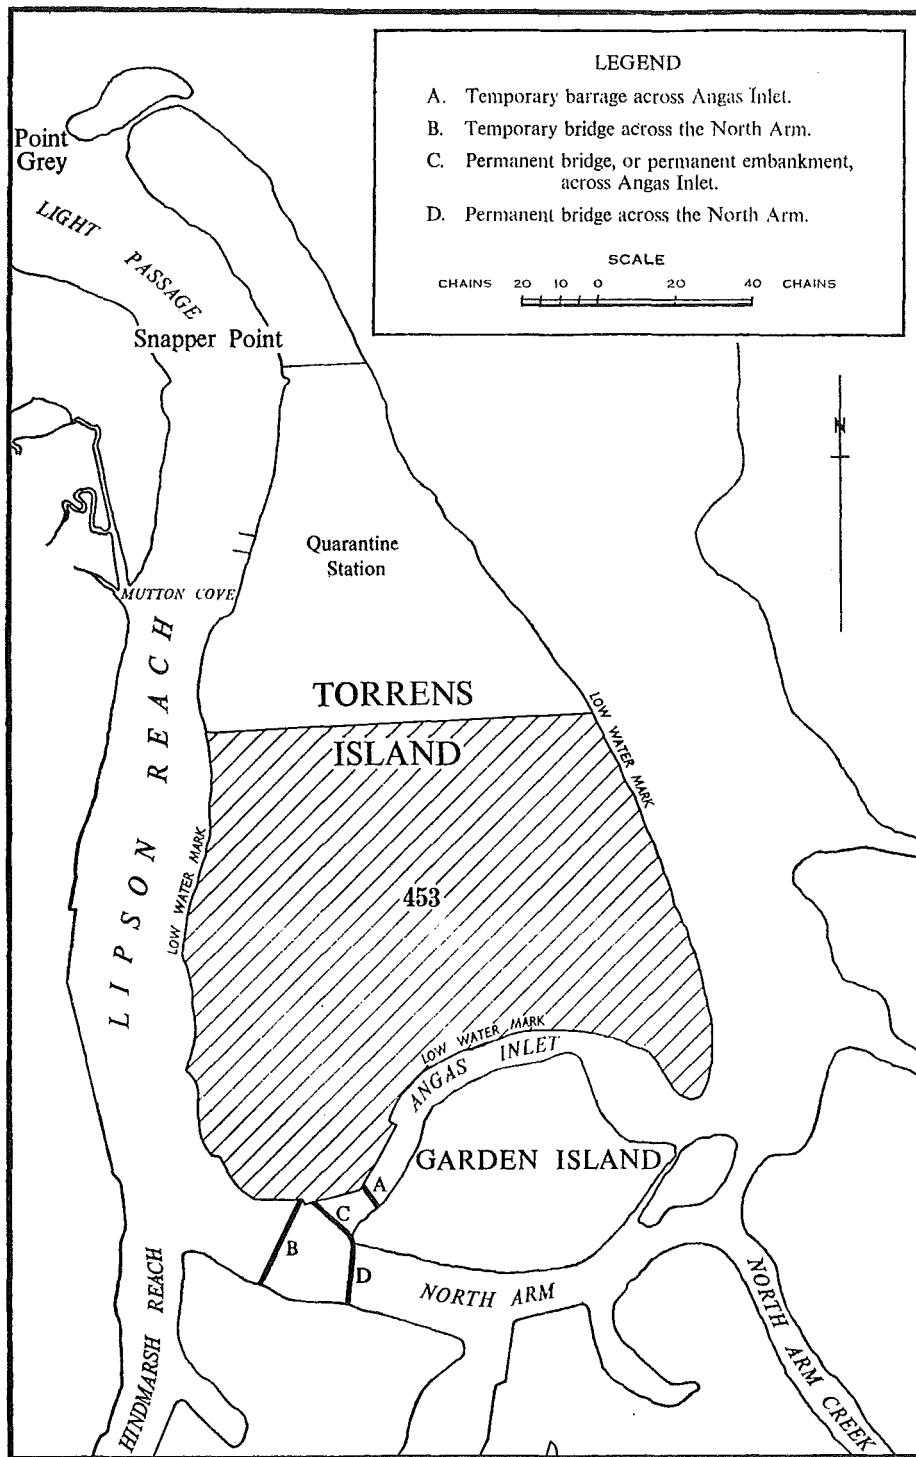 LEGEND
A. Temporary barrage across Angas Inlet.
B. Temporary bridge across the North Arm.
C. Permanent bridge, or permanent embankment,
across Angas Inlet.
D. Permanent bridge across the North Arm.
SCALE
CHAINS 20 10 0 20 40 CHAINS
Point
Grey
LIGHT PASSAGE
Snapper Point
N
Quarantine
Station
MUTTON COVE
LIPSON REACH
TORRENS
ISLAND
LOW WATER MARK
LOW WATER MARK
453
LOW WATER MARK
ANGAS INLET
GARDEN ISLAND
A
C
B
D
NORTH ARM
HINDMARSH REACH
NORTH ARM CREEK